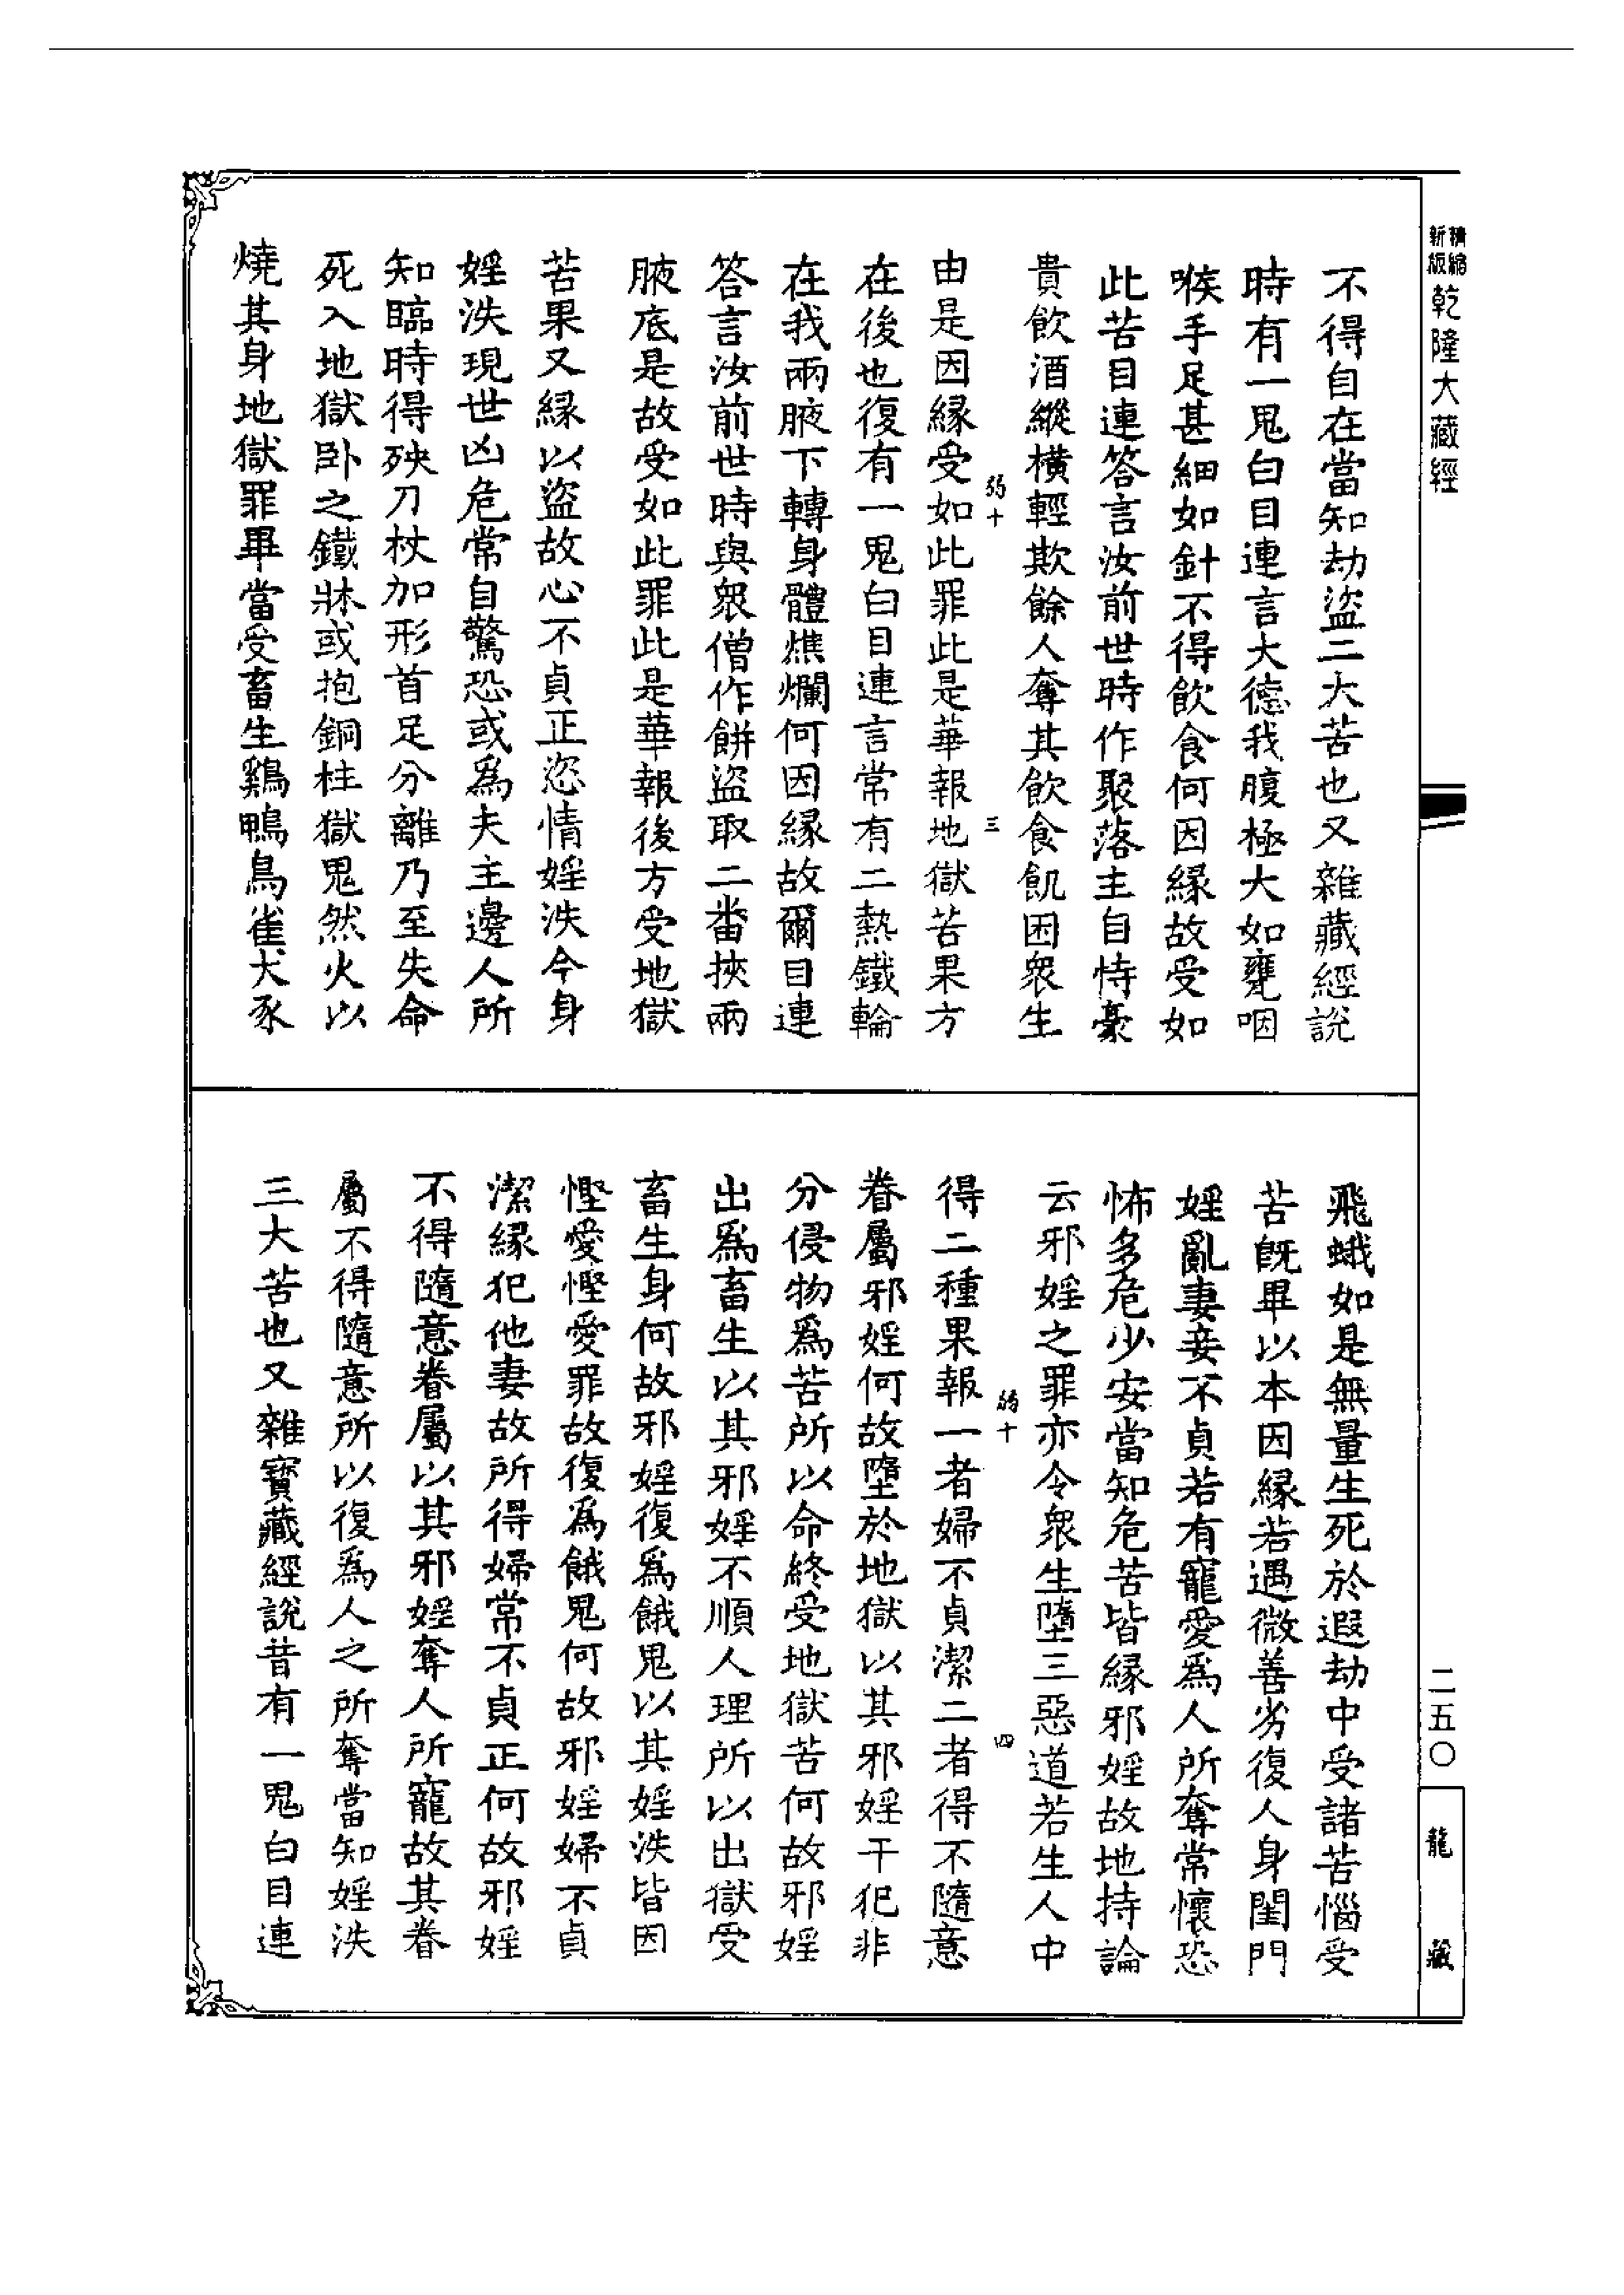 精縮新版乾隆大藏經
不得自在當知劫盜二大苦也又雜藏經說
時有一鬼白目連言大德我腹極大如甕咽
喉手足甚細如針不得飲食何因緣故受如
此苦目連答言汝前世時作聚落主自恃豪
貴飲酒縱橫輕欺餘人奪其飲食飢困衆生
弱十 三
由是因緣受如此罪此是華報地獄苦果方
在後也復有一鬼白目連言常有二熱鐵輪
在我兩腋下轉身體燋爛何因緣故爾目連
答言汝前世時與衆僧作餅盜取二番挾兩
腋底是故受如此罪此是華報後方受地獄
苦果又緣以盜故心不貞正恣情婬泆今身
婬泆現世凶危常自驚恐或爲夫主邊人所
知臨時得殃刀杖加形首足分離乃至失命
死入地獄卧之鐵牀或抱銅柱獄鬼然火以
燒其身地獄罪畢當受畜生鷄鴨鳥雀犬豕
飛蛾如是無量生死於遐劫中受諸苦惱受
苦旣畢以本因緣若遇微善劣復人身閨門
婬亂妻妾不貞若有寵愛爲人所奪常懷恐
怖多危少安當知危苦皆緣邪婬故地持論
云邪婬之罪亦令衆生墮三惡道若生人中
弱十 四
得二種果報一者婦不貞潔二者得不隨意
眷屬邪婬何故墮於地獄以其邪婬干犯非
分侵物爲苦所以命終受地獄苦何故邪婬
出爲畜生以其邪婬不順人理所以出獄受
畜生身何故邪婬復爲餓鬼以其婬泆皆因
慳愛慳愛罪故復爲餓鬼何故邪婬婦不貞
潔緣犯他妻故所得婦常不貞正何故邪婬
不得隨意眷屬以其邪婬奪人所寵故其眷
屬不得隨意所以復爲人之所奪當知婬泆
三大苦也又雜寶藏經說昔有一鬼白目連
二五〇
龍藏